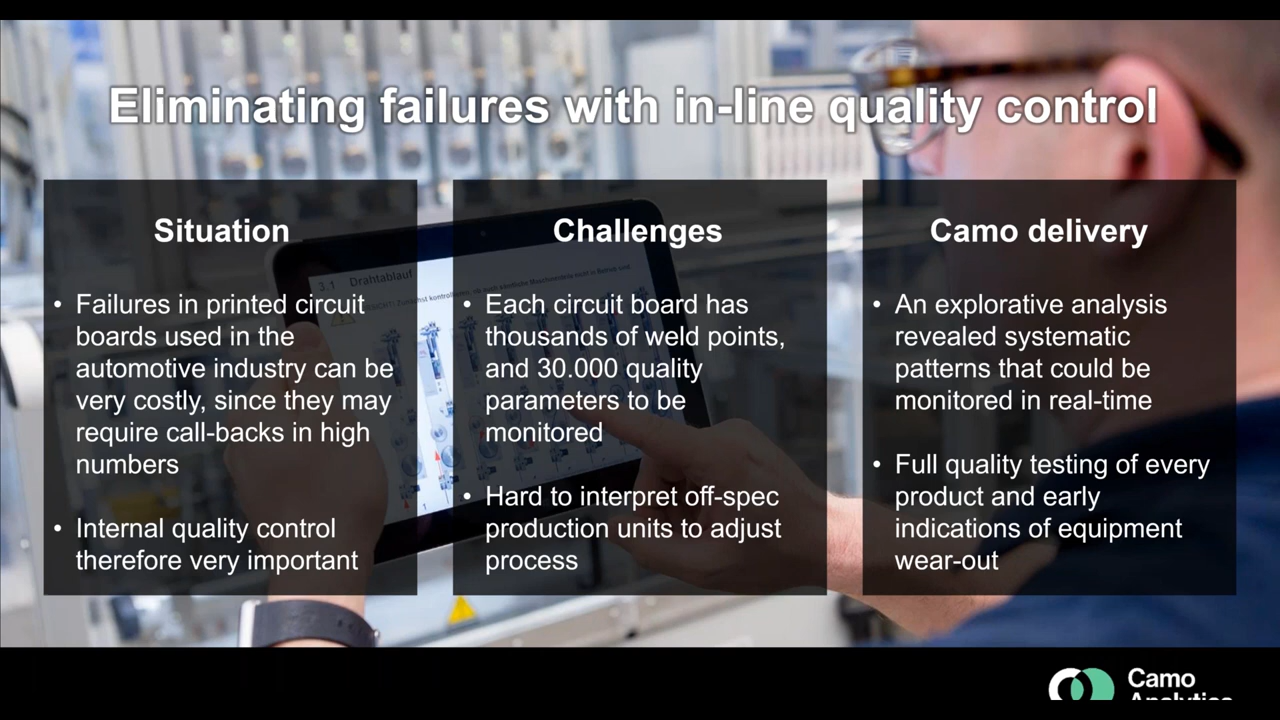 Eliminating failures with in-line quality control
Situation
• Failures in printed circuit
boards used in the
automotive industry can be
very costly, since they may
require call-backs in high
numbers
• Internal quality control
therefore very important
Challenges
• Each circuit board has
thousands of weld points,
and 30.000 quality
parameters to be
monitored
• Hard to interpret off-spec
production units to adjust
process
Camo delivery
• An explorative analysis
revealed systematic
patterns that could be
monitored in real-time
• Full quality testing of every
product and early
indications of equipment
wear-out
3.1 Drahtablauf
1
Camo
Analytics